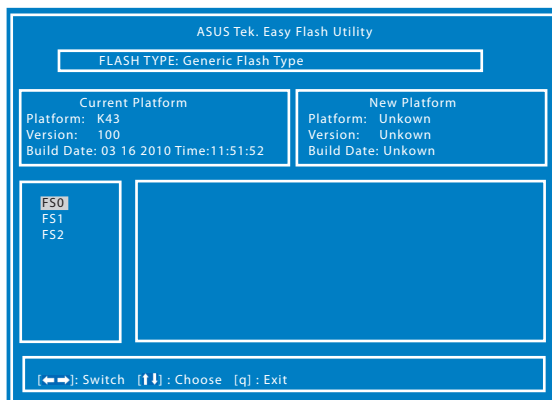 ASUS Tek. Easy Flash Utility
FLASH TYPE: Generic Flash Type
Current Platform
Platform: K43
Version: 100
Build Date: 03 16 2010 Time:11:51:52
New Platform
Platform: Unkown
Version: Unkown
Build Date: Unkown
FS0
FS1
FS2
[←→]: Switch [↑↓] : Choose [q] : Exit